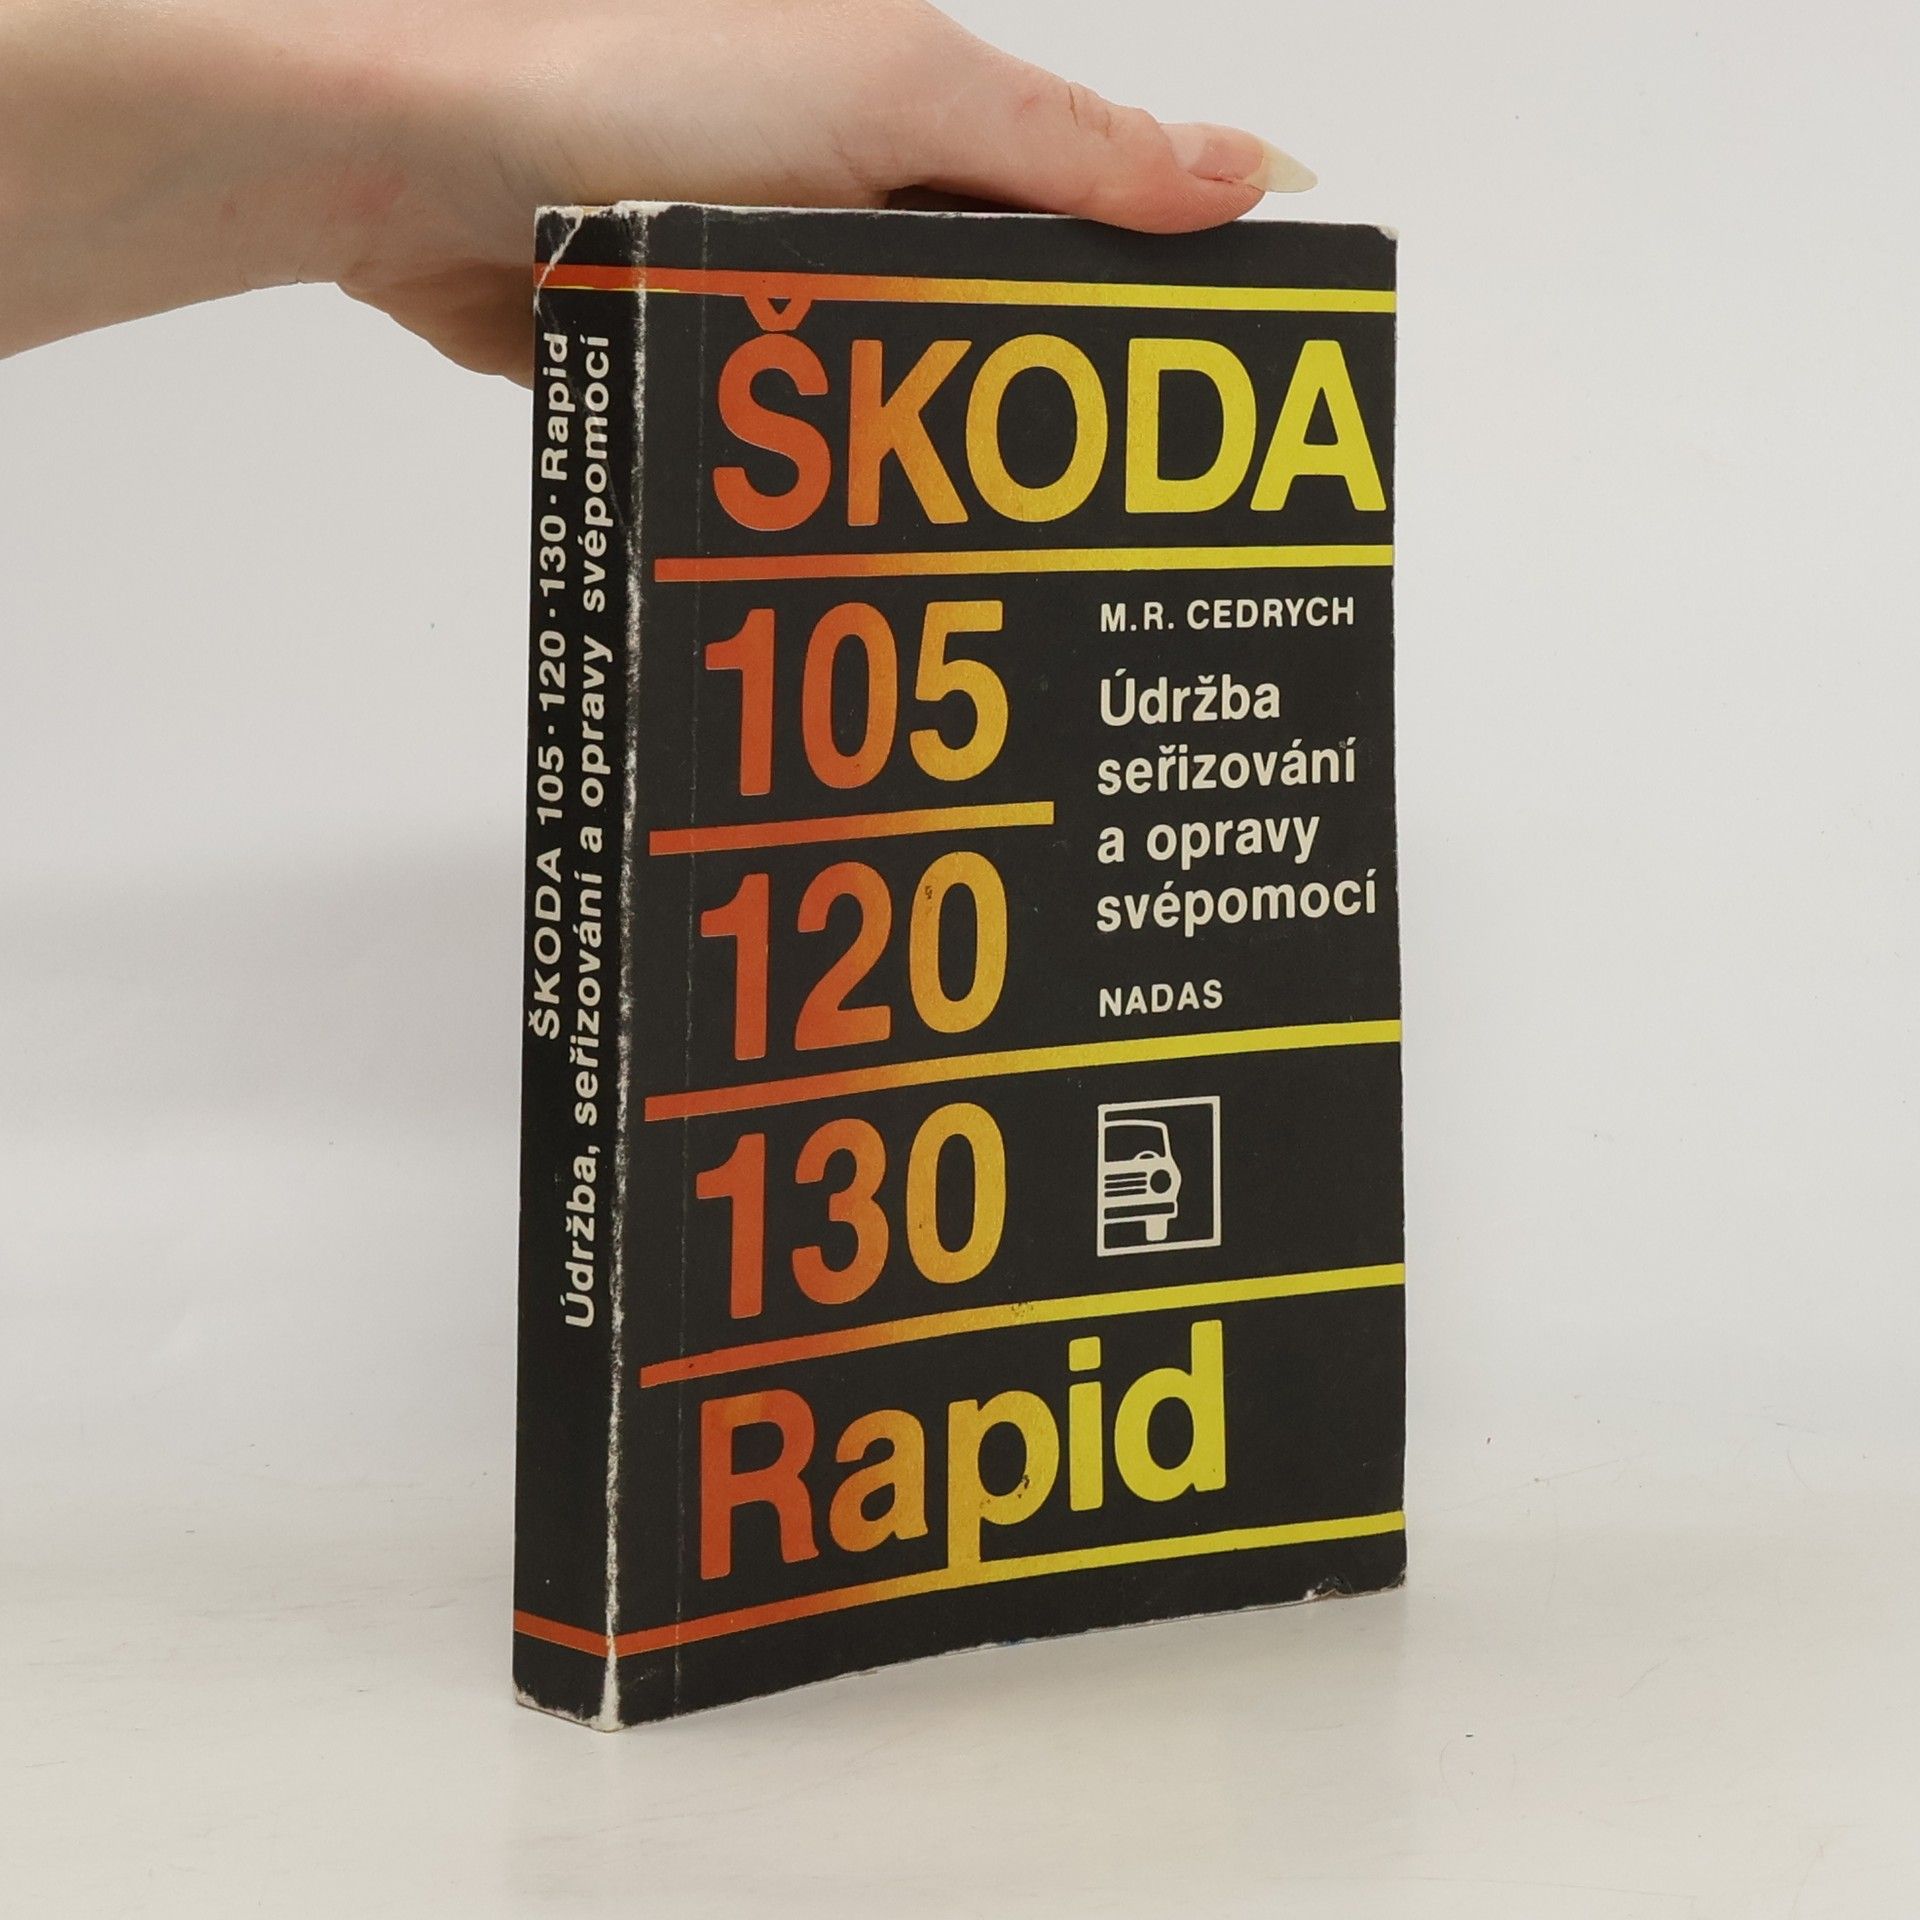 ŠKODA 105 · 120 · 130 · Rapid
Údržba, seřizování a opravy svépomocí
ŠKODA
105
120
130
Rapid
M.R. CEDRYCH
Údržba
seřizování
a opravy
svépomocí
NADAS